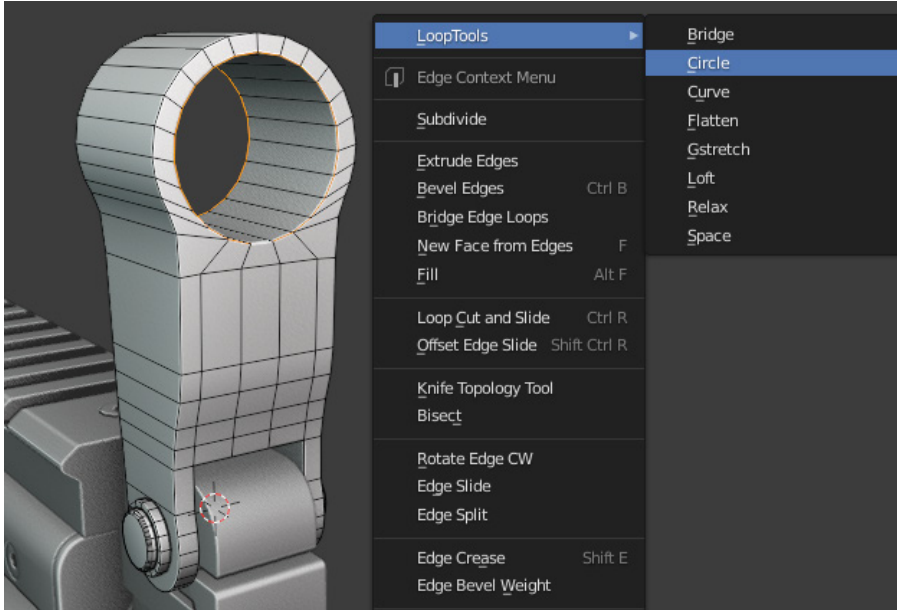 LoopTools
Edge Context Menu
Subdivide
Extrude Edges
Bevel Edges Ctrl B
Bridge Edge Loops
New Face from Edges F
Fill Alt F
Loop Cut and Slide Ctrl R
Offset Edge Slide Shift Ctrl R
Knife Topology Tool
Bisect
Rotate Edge CW
Edge Slide
Edge Split
Edge Crease Shift E
Edge Bevel Weight
Bridge
Circle
Curve
Flatten
Gstretch
Loft
Relax
Space